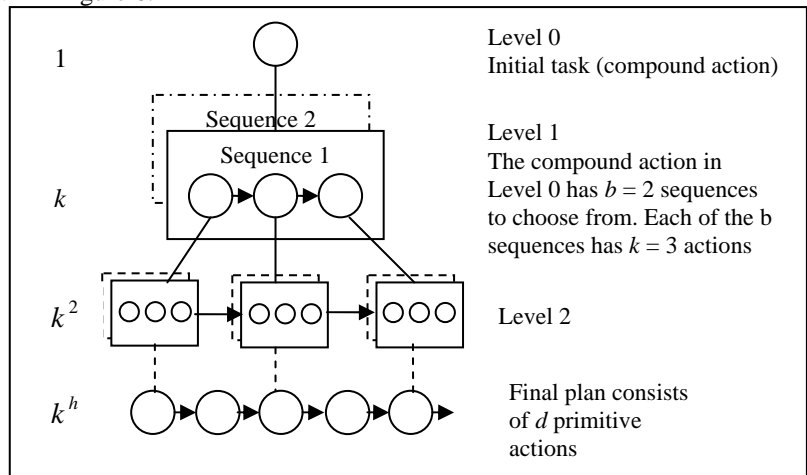 1
Level 0
Initial task (compound action)
Sequence 2
Sequence 1
k
Level 1
The compound action in
Level 0 has b = 2 sequences
to choose from. Each of the b
sequences has k = 3 actions
k²
Level 2
k^h
Final plan consists
of d primitive
actions